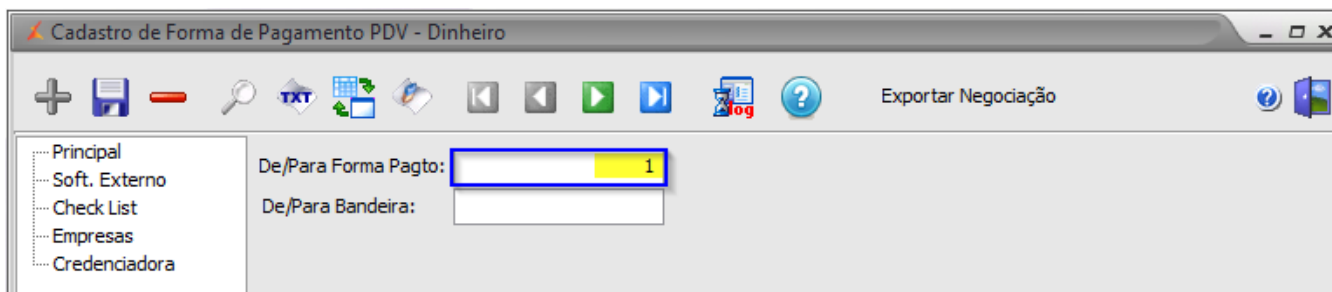 Cadastro de Forma de Pagamento PDV - Dinheiro
TXT
log
?
Exportar Negociação
?
Principal
Soft. Externo
Check List
Empresas
Credenciadora
De/Para Forma Pagto: 1
De/Para Bandeira: